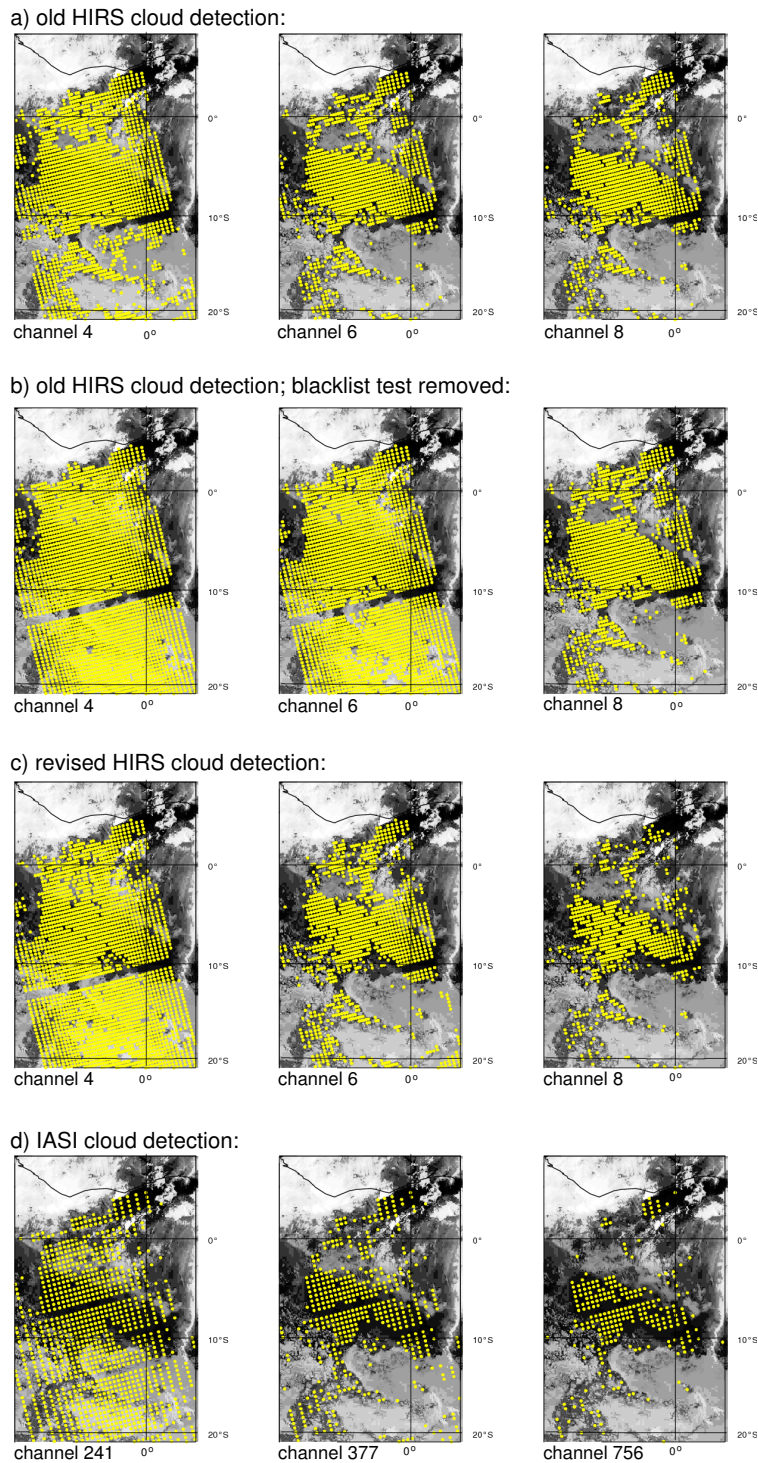 a) old HIRS cloud detection:
0°
10°S
20°S
channel 4
0°
0°
10°S
20°S
channel 6
0°
0°
10°S
20°S
channel 8
0°
b) old HIRS cloud detection; blacklist test removed:
0°
10°S
20°S
channel 4
0°
0°
10°S
20°S
channel 6
0°
0°
10°S
20°S
channel 8
0°
c) revised HIRS cloud detection:
0°
10°S
20°S
channel 4
0°
0°
10°S
20°S
channel 6
0°
0°
10°S
20°S
channel 8
0°
d) IASI cloud detection:
0°
10°S
20°S
channel 241
0°
0°
10°S
20°S
channel 377
0°
0°
10°S
20°S
channel 756
0°